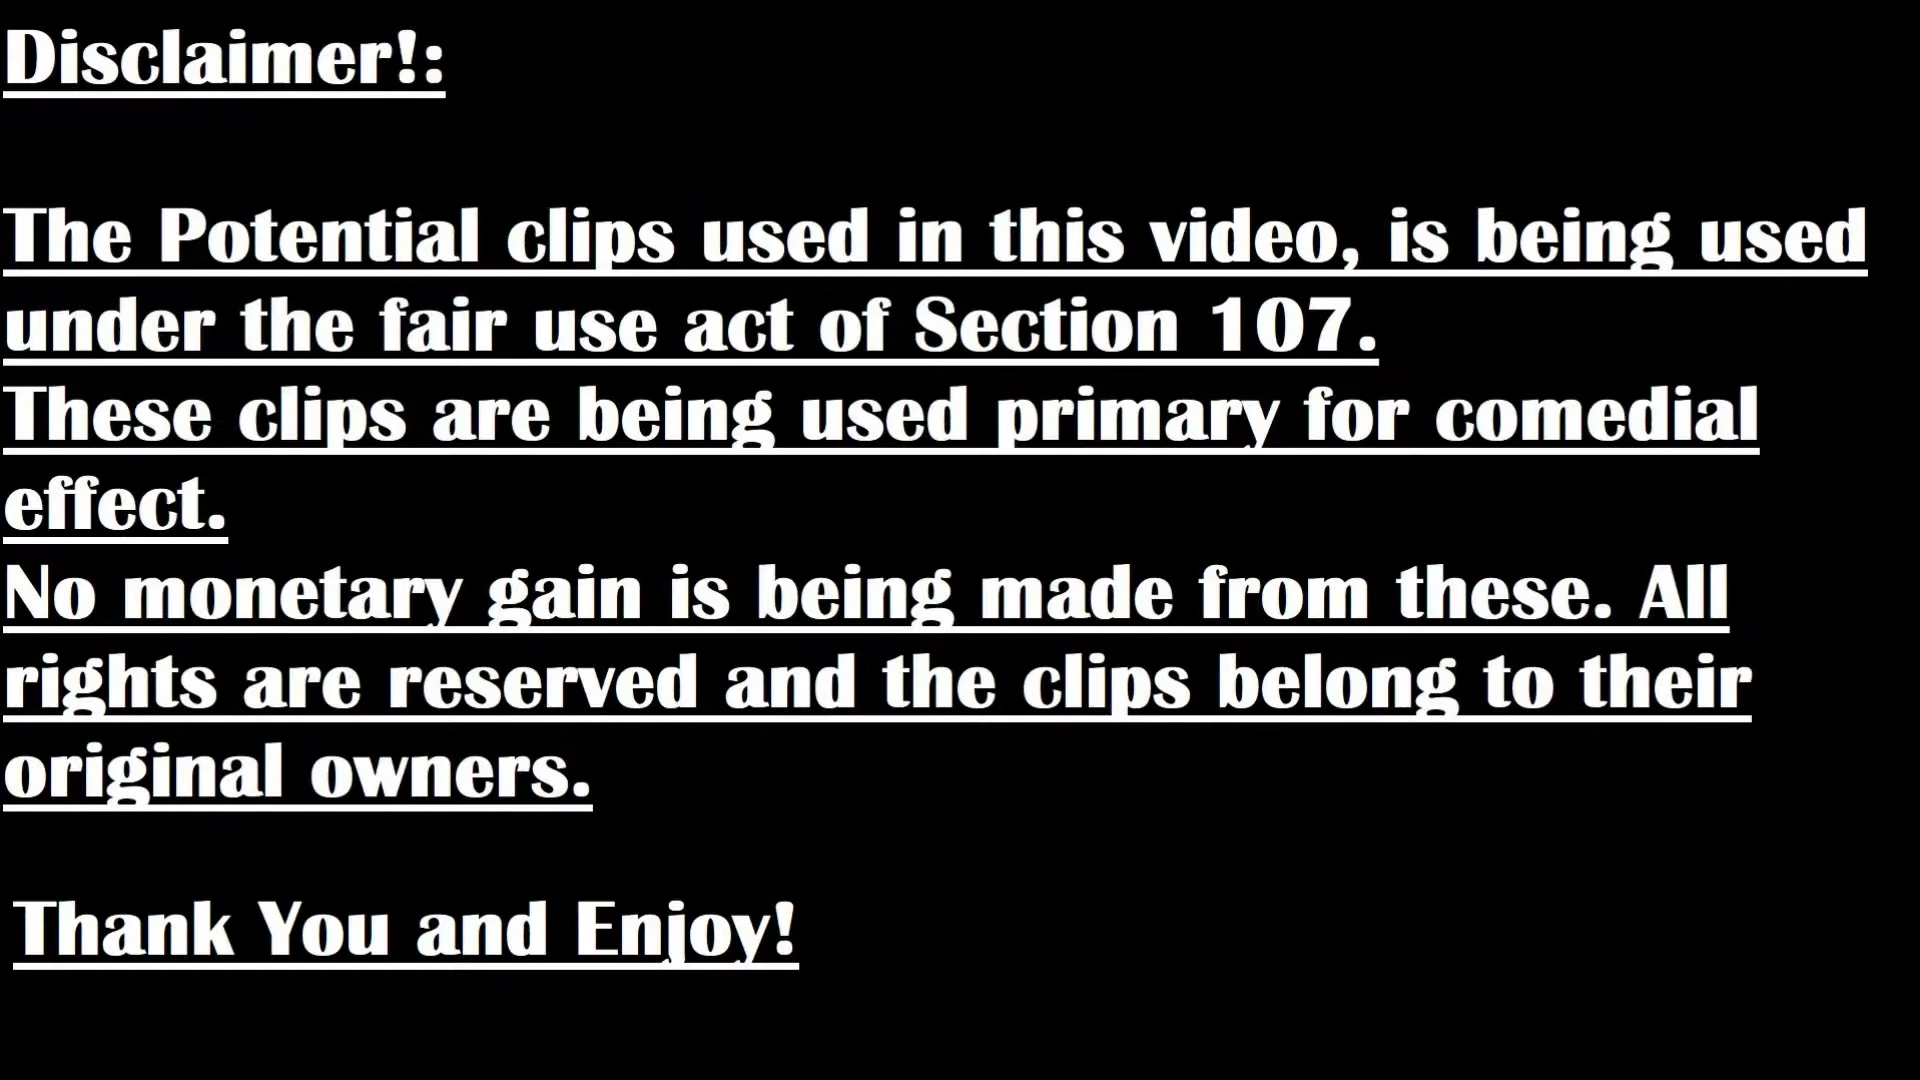 Disclaimer!:
The Potential clips used in this video, is being used
under the fair use act of Section 107.
These clips are being used primary for comedial
effect.
No monetary gain is being made from these. All
rights are reserved and the clips belong to their
original owners.
Thank You and Enjoy!